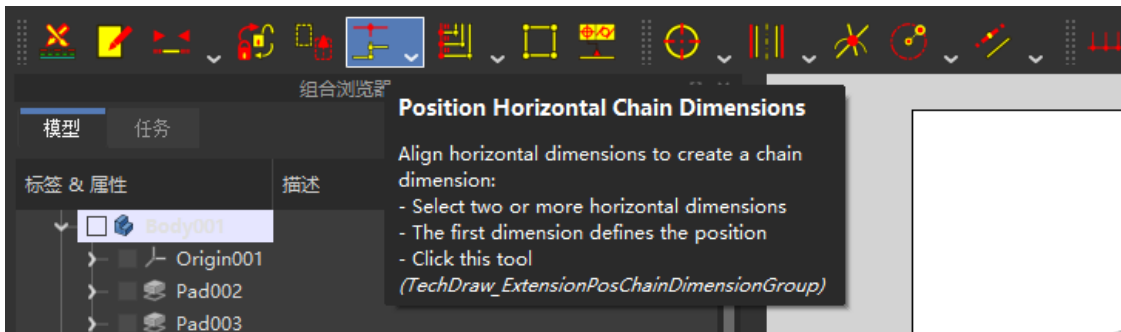 组合浏览器
Position Horizontal Chain Dimensions
模型 任务
Align horizontal dimensions to create a chain
dimension:
标签 & 属性 描述
- Select two or more horizontal dimensions
Body001
- The first dimension defines the position
Origin001
- Click this tool
Pad002
(TechDraw_ExtensionPosChainDimensionGroup)
Pad003